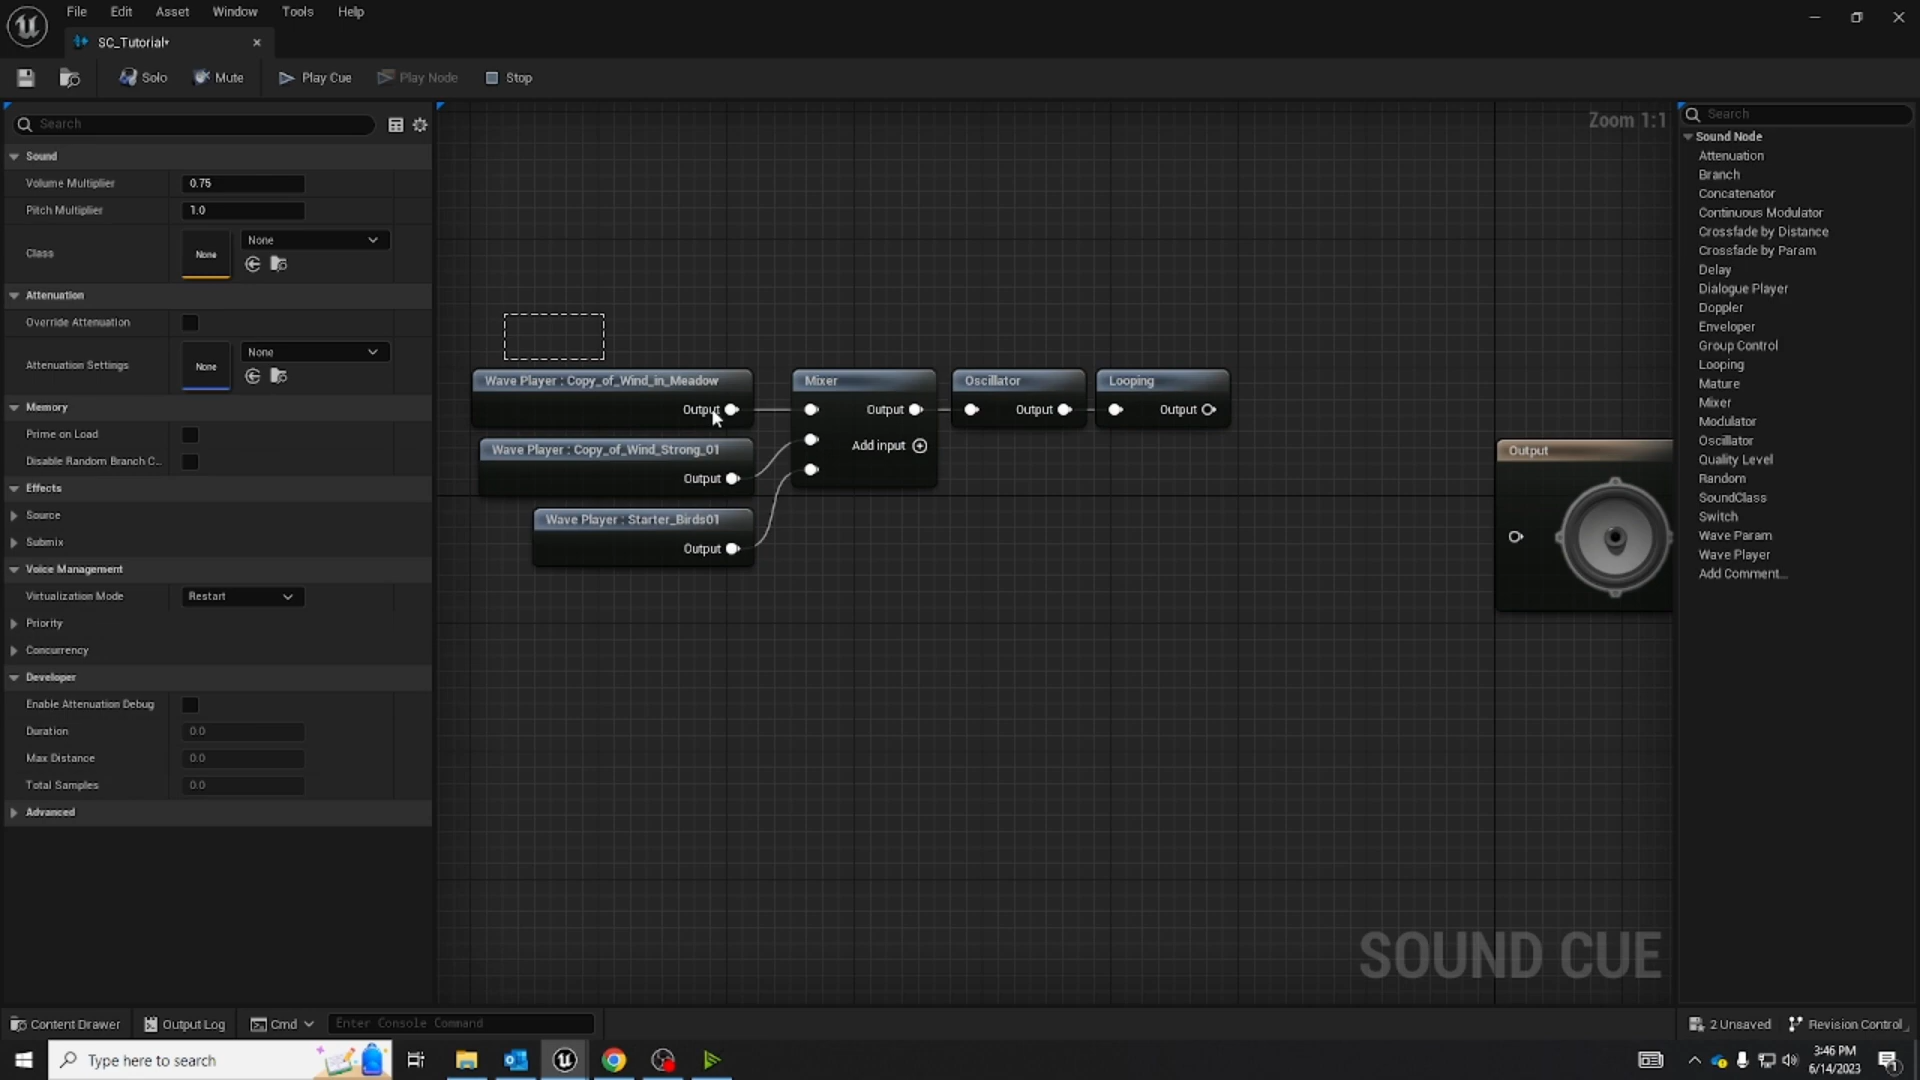 File Edit Asset Window Tools Help
SC_Tutorial*
Solo Mute Play Cue Play Node Stop
Search
Sound
Volume Multiplier 0.75
Pitch Multiplier 1.0
Class None None
Attenuation
Override Attenuation
Attenuation Settings None None
Memory
Prime on Load
Disable Random Branch C...
Effects
Source
Submix
Voice Management
Virtualization Mode Restart
Priority
Concurrency
Developer
Enable Attenuation Debug
Duration 0.0
Max Distance 0.0
Total Samples 0.0
Advanced
Zoom 1:1
Wave Player : Copy_of_Wind_in_Meadow
Output
Wave Player : Copy_of_Wind_Strong_01
Output
Wave Player : Starter_Birds01
Output
Mixer
Output
Add input
Oscillator
Output
Looping
Output
Output
SOUND CUE
Search
Sound Node
Attenuation
Branch
Concatenator
Continuous Modulator
Crossfade by Distance
Crossfade by Param
Delay
Dialogue Player
Doppler
Enveloper
Group Control
Looping
Mature
Mixer
Modulator
Oscillator
Quality Level
Random
SoundClass
Switch
Wave Param
Wave Player
Add Comment...
Content Drawer Output Log Cmd Enter Console Command 2 Unsaved Revision Control
Type here to search
3:46 PM
6/14/2023
1